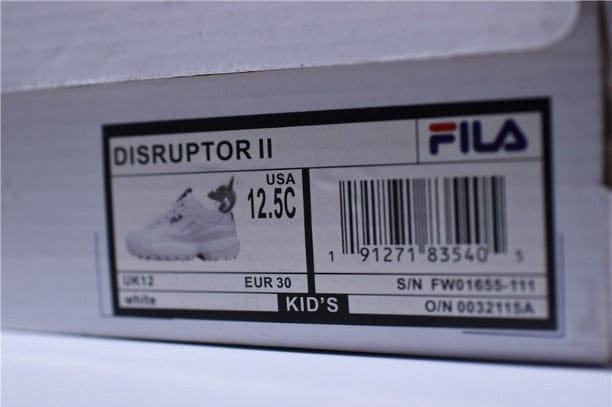 DISRUPTOR II
FILA
USA
12.5C
1 91271 83540 5
UK12
EUR 30
S/N FW01655-111
white
KID'S
O/N 0032115A